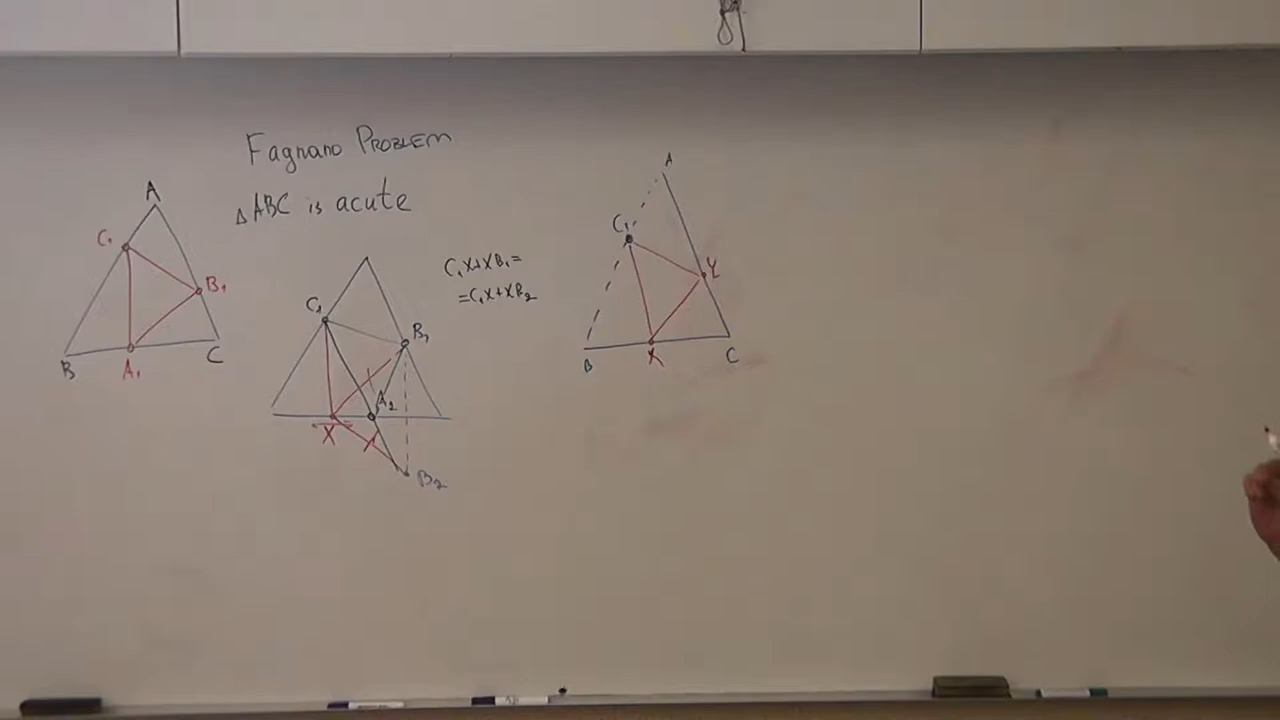 Fagnano PROBLEM
△ABC is acute
A
C₁
B₁
B
A₁
C
C₁
B₁
A₂
X
B₂
C₁X+XB₁=
=C₁X+XB₂
A
C₁
Y
B
X
C